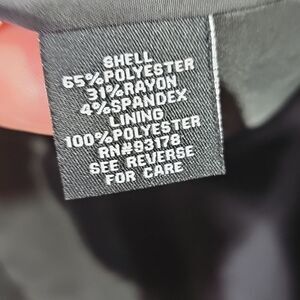 SHELL
65%POLYESTER
31%RAYON
4%SPANDEX
LINING
100%POLYESTER
RN#93178
SEE REVERSE
FOR CARE